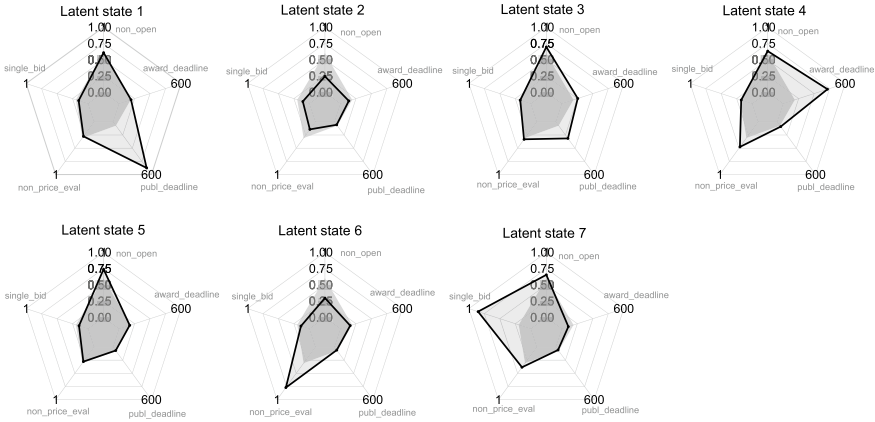 Latent state 1
1.00
1
non_open
0.75
0.50
0.25
0.00
single_bid
1
award_deadline
600
1
600
non_price_eval
publ_deadline
Latent state 2
1.00
1
non_open
0.75
0.50
0.25
0.00
single_bid
1
award_deadline
600
1
600
non_price_eval
publ_deadline
Latent state 3
1.00
1
non_open
0.75
0.50
0.25
0.00
single_bid
1
award_deadline
600
1
600
non_price_eval
publ_deadline
Latent state 4
1.00
1
non_open
0.75
0.50
0.25
0.00
single_bid
1
award_deadline
600
1
600
non_price_eval
publ_deadline
Latent state 5
1.00
1
non_open
0.75
0.50
0.25
0.00
single_bid
1
award_deadline
600
1
600
non_price_eval
publ_deadline
Latent state 6
1.00
1
non_open
0.75
0.50
0.25
0.00
single_bid
1
award_deadline
600
1
600
non_price_eval
publ_deadline
Latent state 7
1.00
1
non_open
0.75
0.50
0.25
0.00
single_bid
1
award_deadline
600
1
600
non_price_eval
publ_deadline